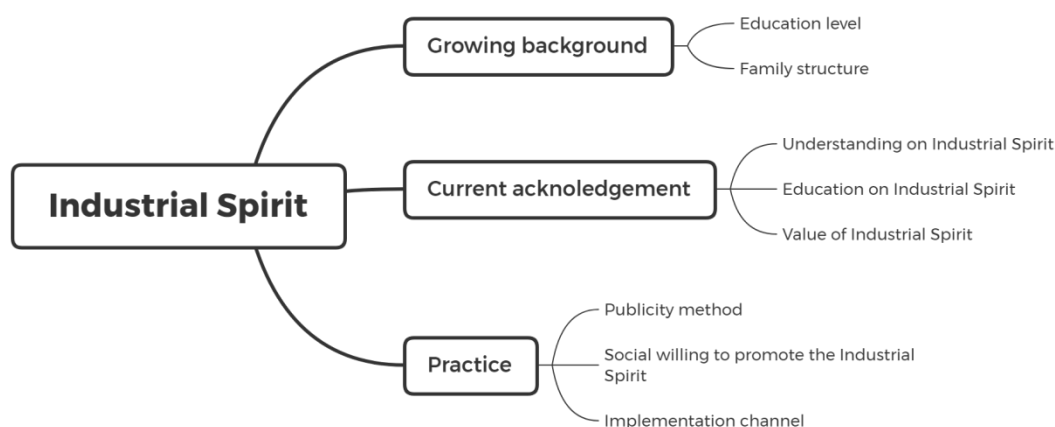 Industrial Spirit
Growing background
Education level
Family structure
Current acknoledgement
Understanding on Industrial Spirit
Education on Industrial Spirit
Value of Industrial Spirit
Practice
Publicity method
Social willing to promote the Industrial
Spirit
Implementation channel